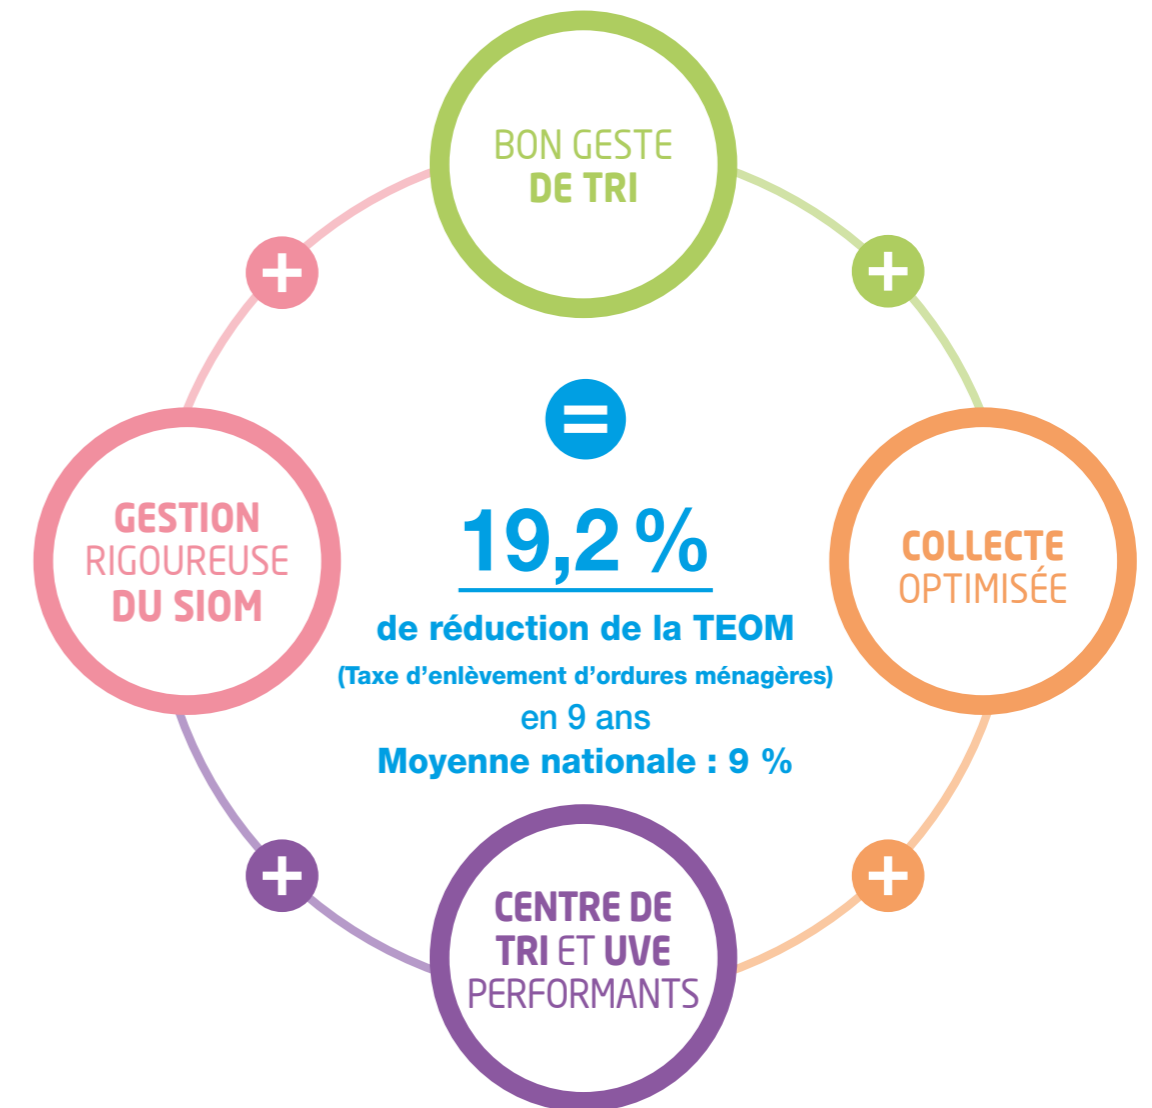 BON GESTE
DE TRI
+
+
=
GESTION
RIGOUREUSE
DU SIOM
19,2 %
de réduction de la TEOM
(Taxe d’enlèvement d’ordures ménagères)
en 9 ans
Moyenne nationale : 9 %
COLLECTE
OPTIMISÉE
+
+
CENTRE DE
TRI ET UVE
PERFORMANTS